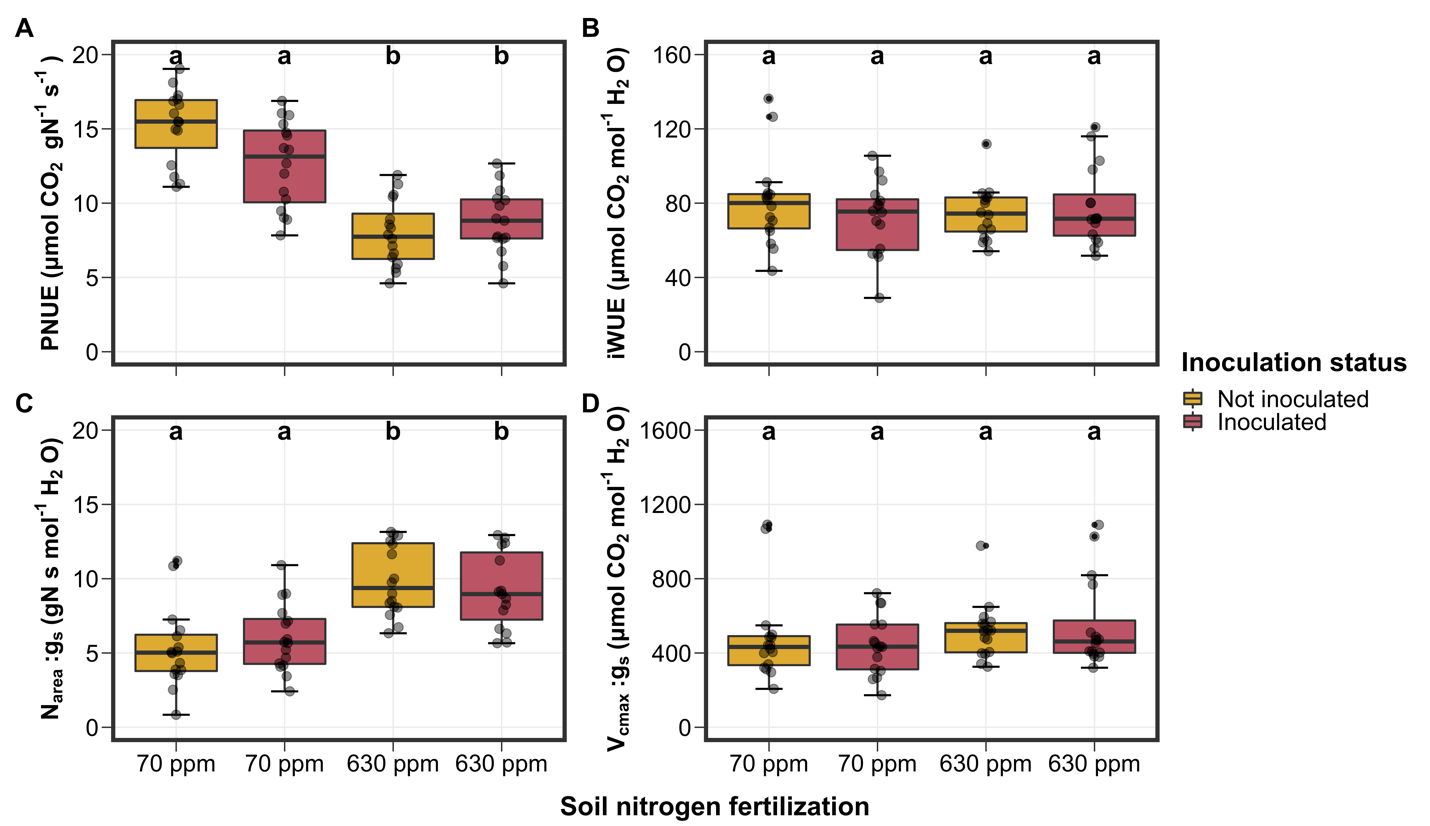 A
PNUE (μmol CO2 gN-1 s-1 )
20
15
10
5
0
a a b b
B
iWUE (μmol CO2 mol-1 H2 O)
160
120
80
40
0
a a a a
C
Narea :gs (gN s mol-1 H2 O)
20
15
10
5
0
a a b b
70 ppm 70 ppm 630 ppm 630 ppm
D
Vcmax :gs (μmol CO2 mol-1 H2 O)
1600
1200
800
400
0
a a a a
70 ppm 70 ppm 630 ppm 630 ppm
Soil nitrogen fertilization
Inoculation status
Not inoculated
Inoculated